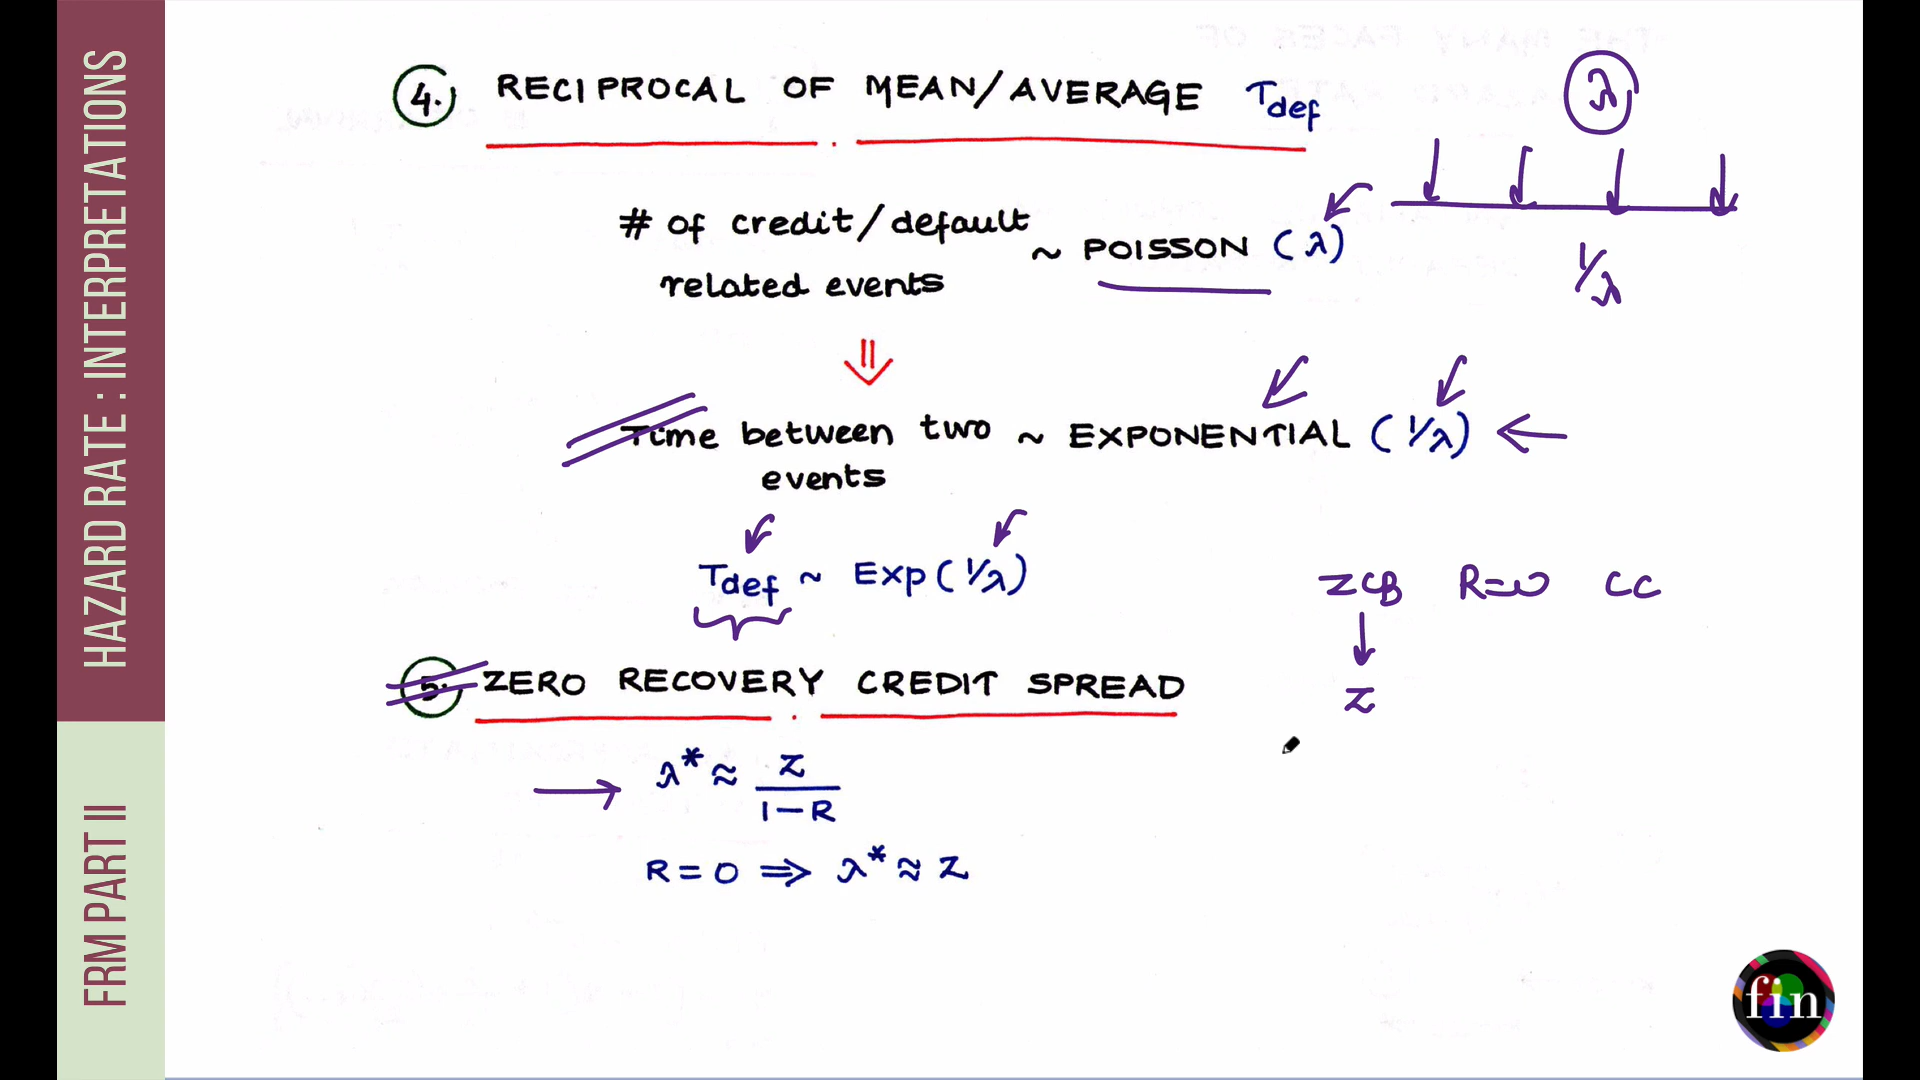 HAZARD RATE : INTERPRETATIONS
FRM PART II
4. RECIPROCAL OF MEAN/AVERAGE Tdef
λ
# of credit/default
related events ~ POISSON (λ)
1/λ
⇓
Time between two ~ EXPONENTIAL (1/λ)
events
Tdef ~ Exp(1/λ)
ZCB R=0 CC
↓
Z
5. ZERO RECOVERY CREDIT SPREAD
→ λ* ≈ Z/(1-R)
R = 0 ⇒ λ* ≈ Z
fin